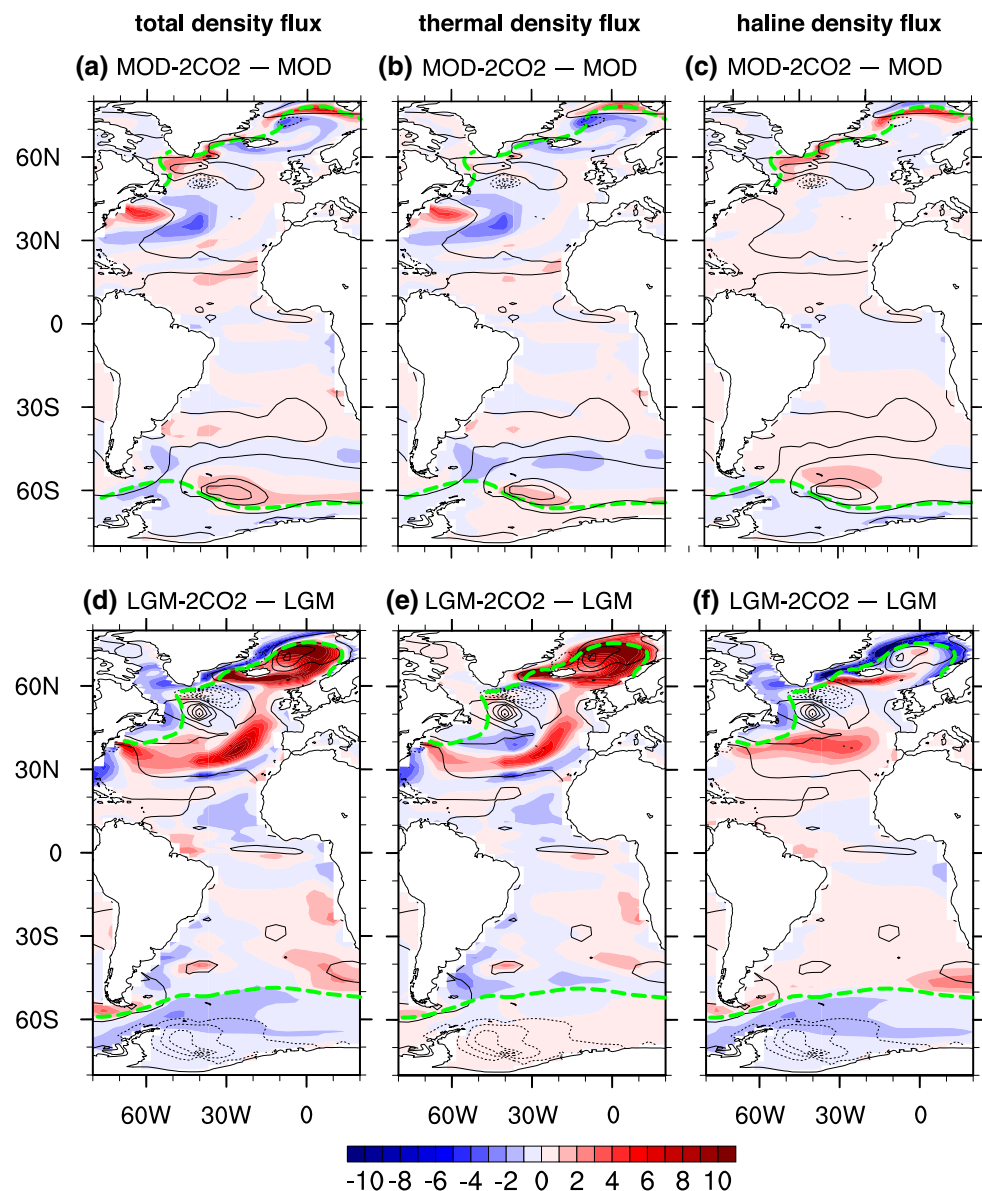 total density flux thermal density flux haline density flux
(a) MOD-2CO2 — MOD (b) MOD-2CO2 — MOD (c) MOD-2CO2 — MOD
60N
30N
0
30S
60S
(d) LGM-2CO2 — LGM (e) LGM-2CO2 — LGM (f) LGM-2CO2 — LGM
60N
30N
0
30S
60S
60W 30W 0 60W 30W 0 60W 30W 0
-10 -8 -6 -4 -2 0 2 4 6 8 10